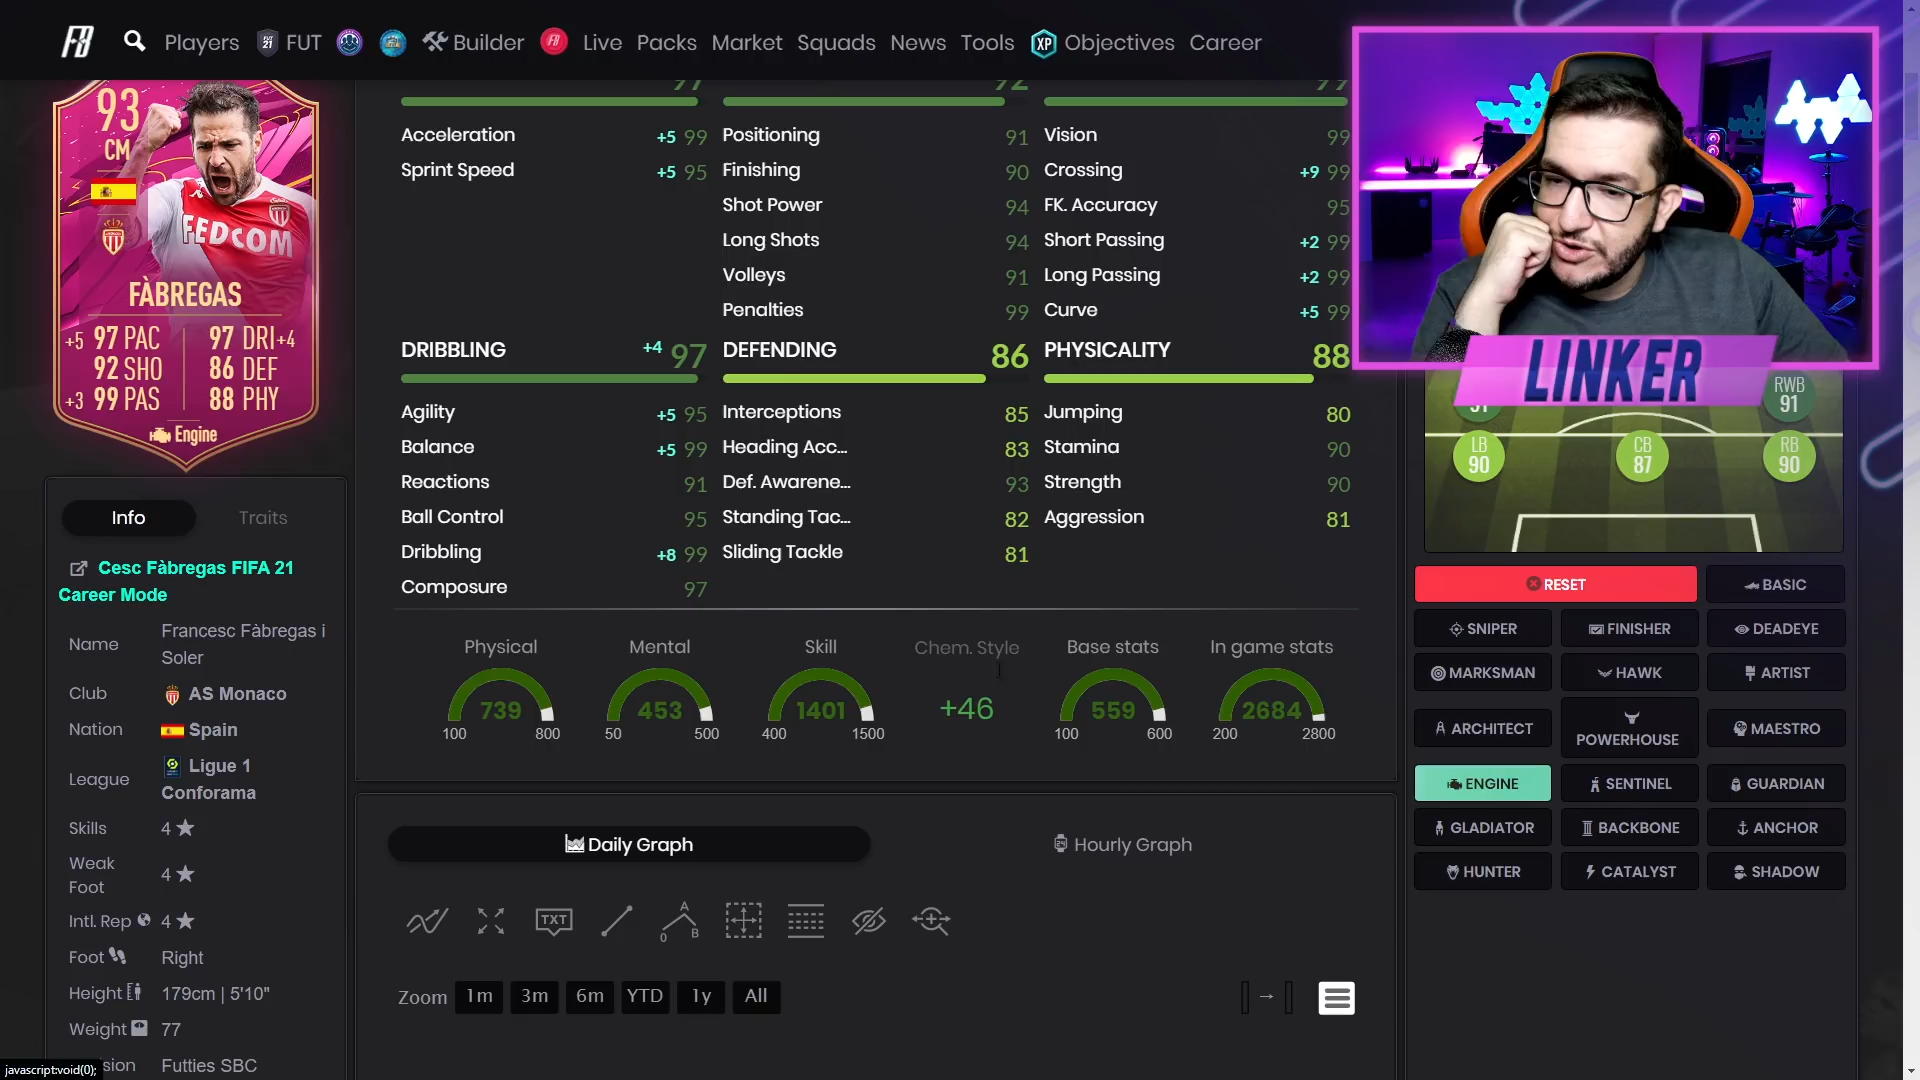 Players FUT Builder Live Packs Market Squads News Tools XP Objectives Career
93
CM
FEDCOM
FÀBREGAS
+5 97 PAC 97 DRI+4
92 SHO 86 DEF
+3 99 PAS 88 PHY
Engine
Info Traits
Cesc Fàbregas FIFA 21
Career Mode
Name Francesc Fàbregas i
Soler
Club AS Monaco
Nation Spain
League Ligue 1
Conforama
Skills 4
Weak
Foot 4
Intl. Rep 4
Foot Right
Height 179cm | 5'10"
Weight 77
Futties SBC
javascript:void(0);
Acceleration +5 99
Sprint Speed +5 95
Positioning 91
Finishing 90
Shot Power 94
Long Shots 94
Volleys 91
Penalties 99
Vision 99
Crossing +9 99
FK. Accuracy 95
Short Passing +2 99
Long Passing +2 99
Curve +5 99
DRIBBLING +4 97
Agility +5 95
Balance +5 99
Reactions 91
Ball Control 95
Dribbling +8 99
Composure 97
DEFENDING 86
Interceptions 85
Heading Acc... 83
Def. Awarene... 93
Standing Tac... 82
Sliding Tackle 81
PHYSICALITY 88
Jumping 80
Stamina 90
Strength 90
Aggression 81
Physical Mental Skill Chem. Style Base stats In game stats
739 453 1401 +46 559 2684
100 800 50 500 400 1500 100 600 200 2800
Daily Graph Hourly Graph
TXT
A
0 B
Zoom 1m 3m 6m YTD 1y All
→
LINKER
RWB
91
LB
90
CB
87
RB
90
RESET BASIC
SNIPER FINISHER DEADEYE
MARKSMAN HAWK ARTIST
ARCHITECT POWERHOUSE MAESTRO
ENGINE SENTINEL GUARDIAN
GLADIATOR BACKBONE ANCHOR
HUNTER CATALYST SHADOW